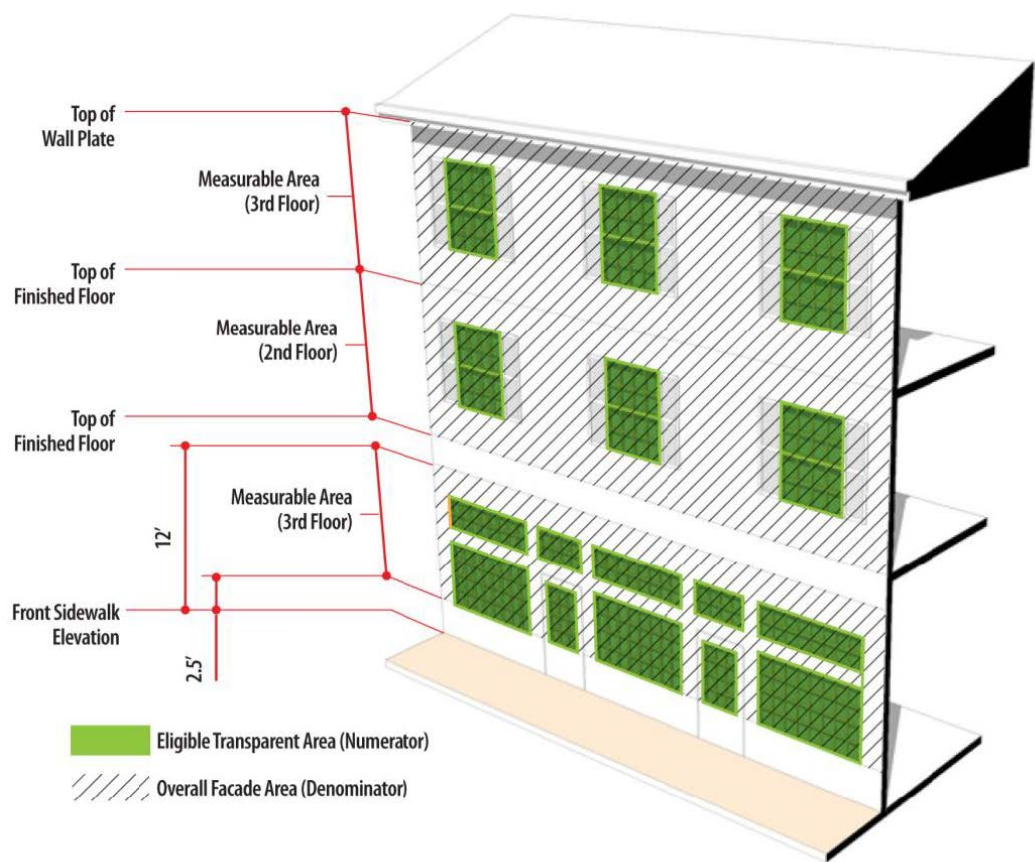 Top of
Wall Plate
Measurable Area
(3rd Floor)
Top of
Finished Floor
Measurable Area
(2nd Floor)
Top of
Finished Floor
Measurable Area
(3rd Floor)
12'
Front Sidewalk
Elevation
2.5'
Eligible Transparent Area (Numerator)
Overall Facade Area (Denominator)